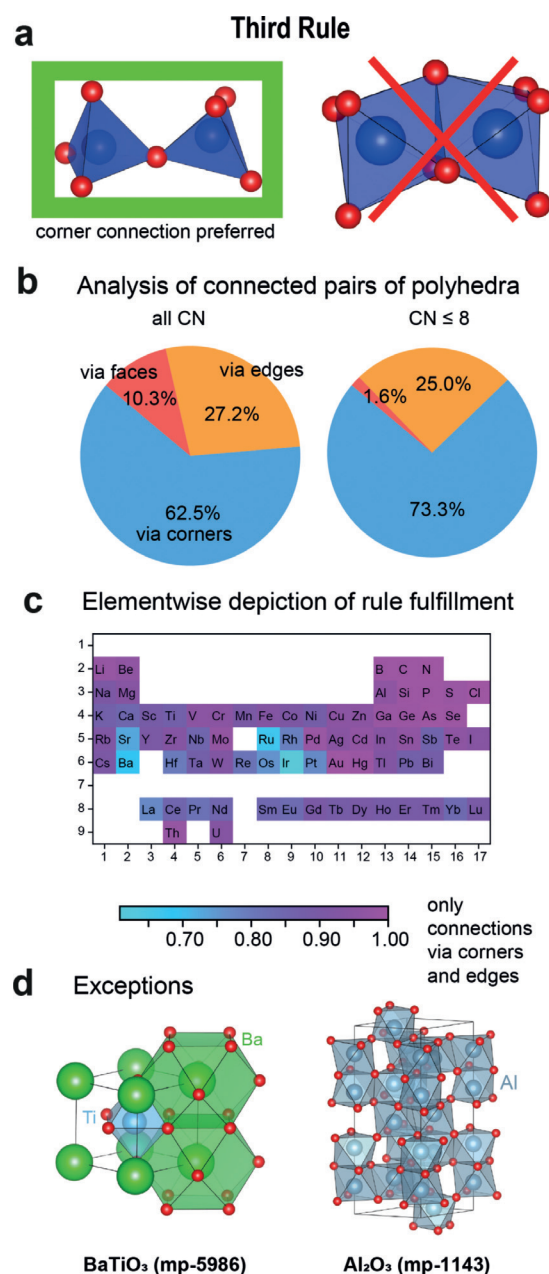 a
Third Rule
corner connection preferred
b Analysis of connected pairs of polyhedra
all CN
CN ≤ 8
via faces
10.3%
via edges
27.2%
62.5%
via corners
1.6%
25.0%
73.3%
c Elementwise depiction of rule fulfillment
1
2 Li Be B C N
3 Na Mg Al Si P S Cl
4 K Ca Sc Ti V Cr Mn Fe Co Ni Cu Zn Ga Ge As Se
5 Rb Sr Y Zr Nb Mo Ru Rh Pd Ag Cd In Sn Sb Te I
6 Cs Ba Hf Ta W Re Os Ir Pt Au Hg Tl Pb Bi
7
8 La Ce Pr Nd Sm Eu Gd Tb Dy Ho Er Tm Yb Lu
9 Th U
1 2 3 4 5 6 7 8 9 10 11 12 13 14 15 16 17
0.70 0.80 0.90 1.00
only
connections
via corners
and edges
d Exceptions
Ba
Ti
Al
BaTiO₃ (mp-5986)
Al₂O₃ (mp-1143)